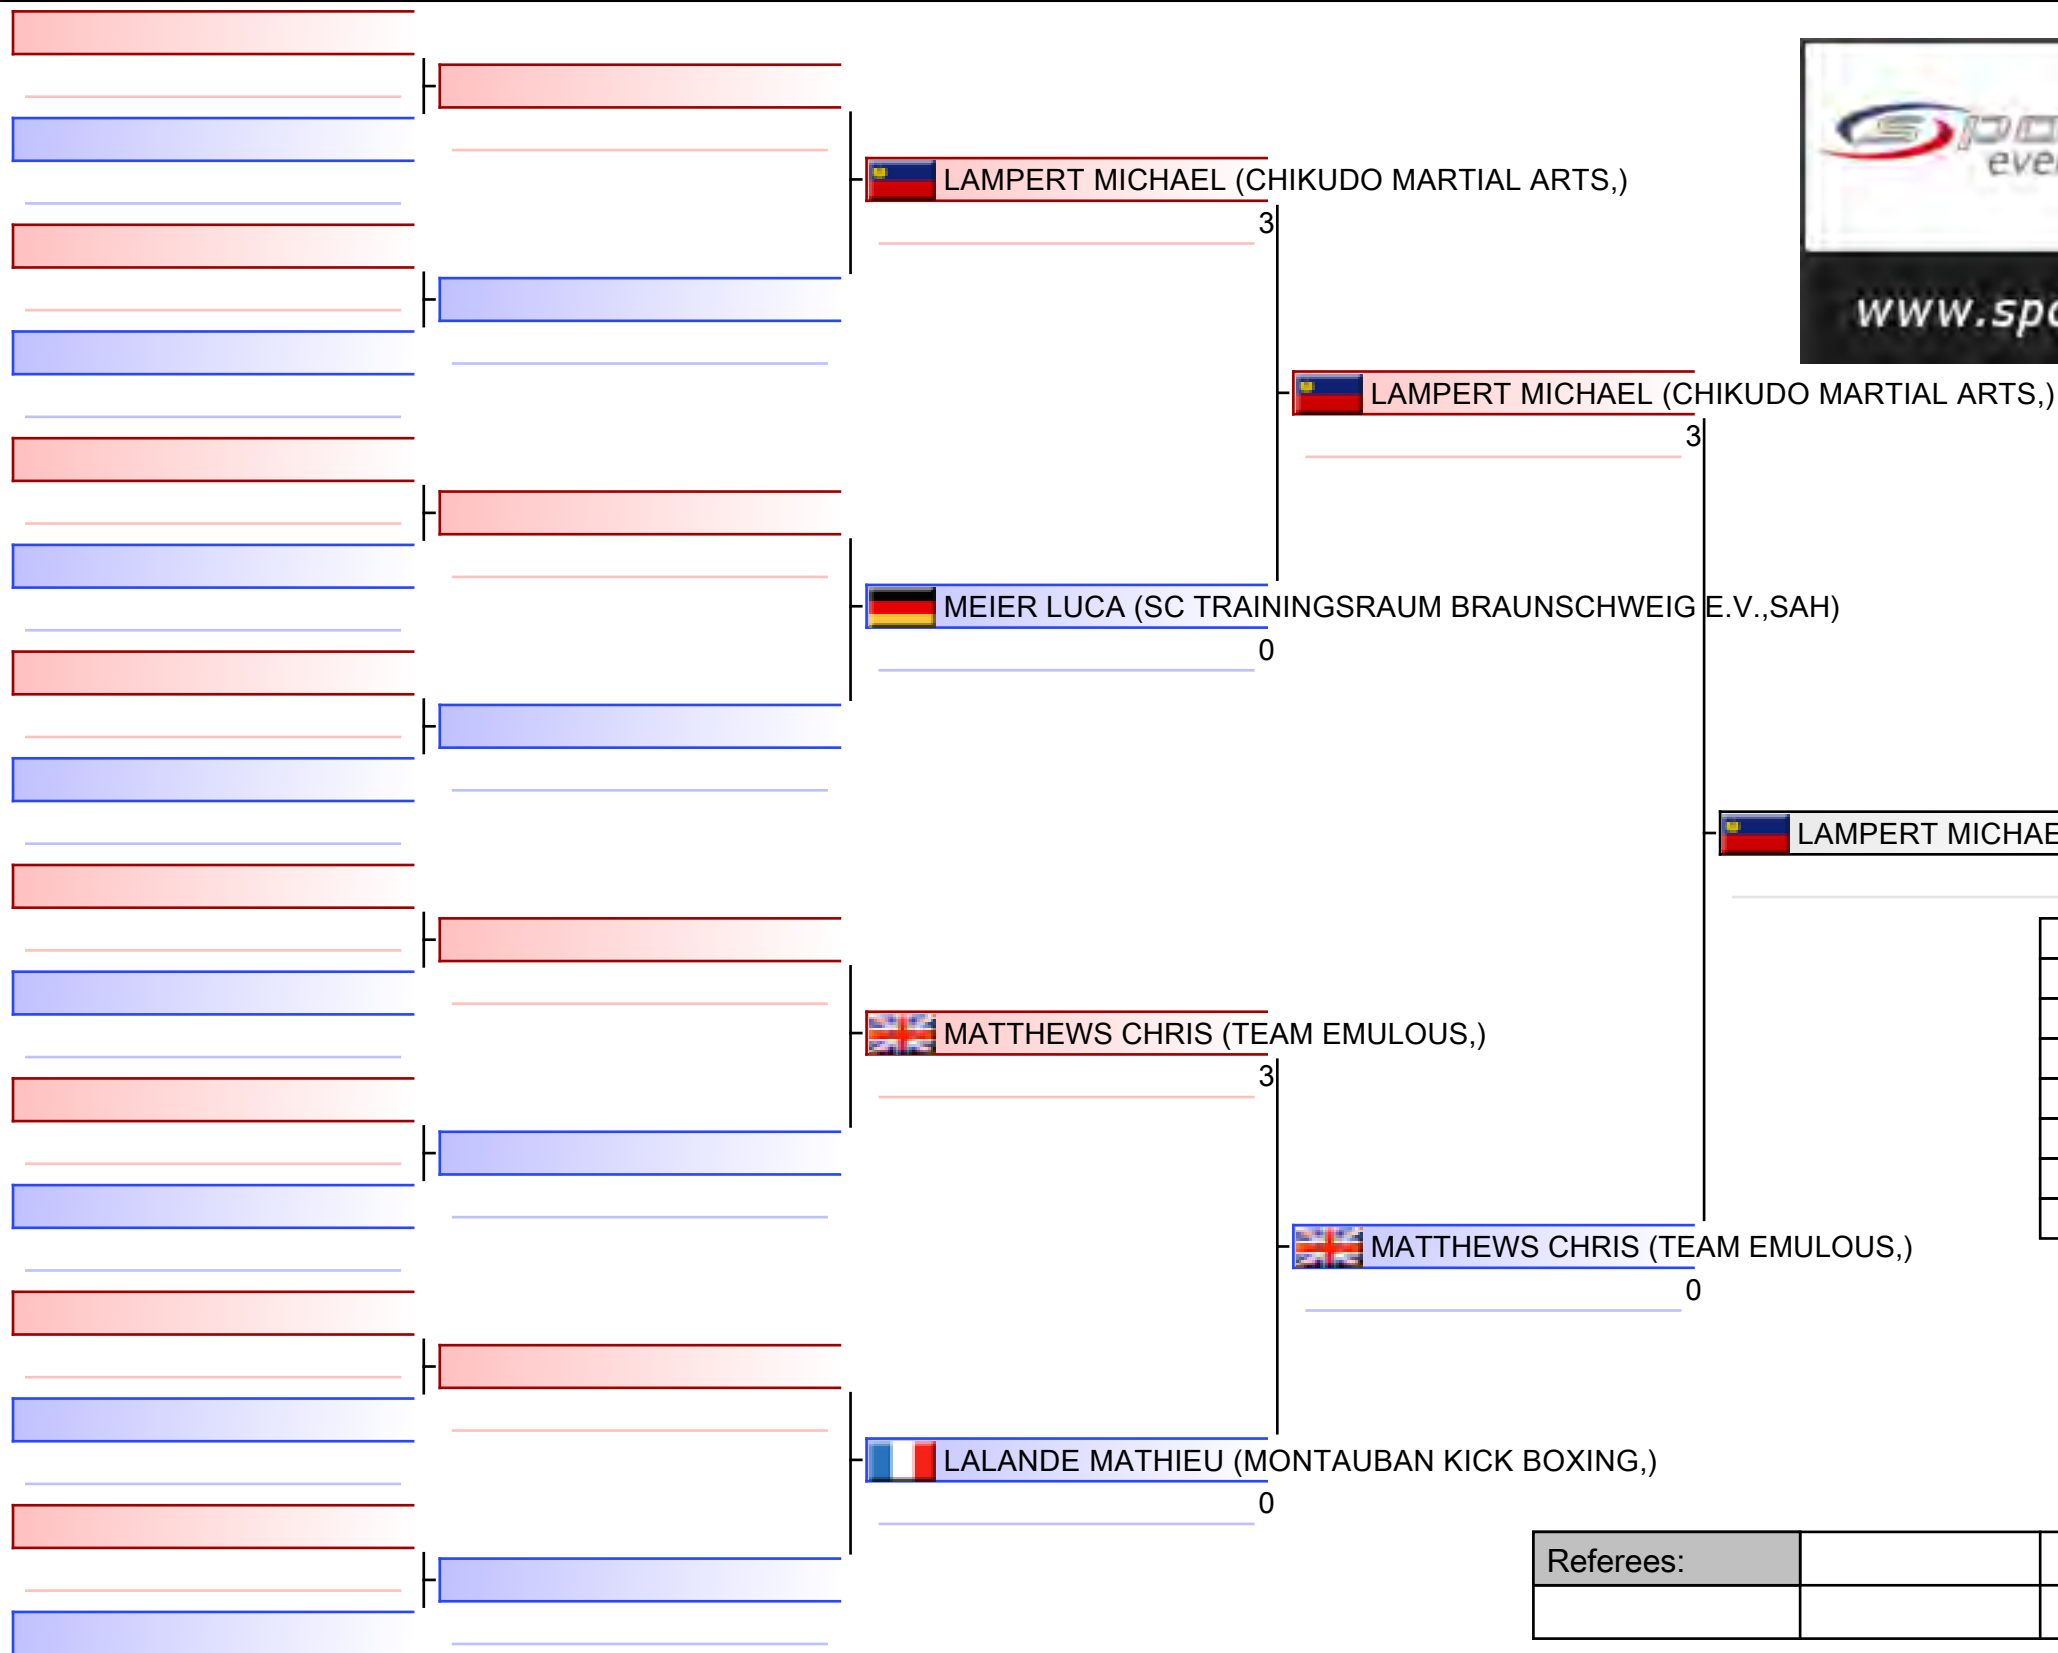 LAMPERT MICHAEL (CHIKUDO MARTIAL ARTS,)
3
www.spo
LAMPERT MICHAEL (CHIKUDO MARTIAL ARTS,)
3
MEIER LUCA (SC TRAININGSRAUM BRAUNSCHWEIG E.V.,SAH)
0
LAMPERT MICHAE
MATTHEWS CHRIS (TEAM EMULOUS,)
3
MATTHEWS CHRIS (TEAM EMULOUS,)
0
LALANDE MATHIEU (MONTAUBAN KICK BOXING,)
0
Referees: